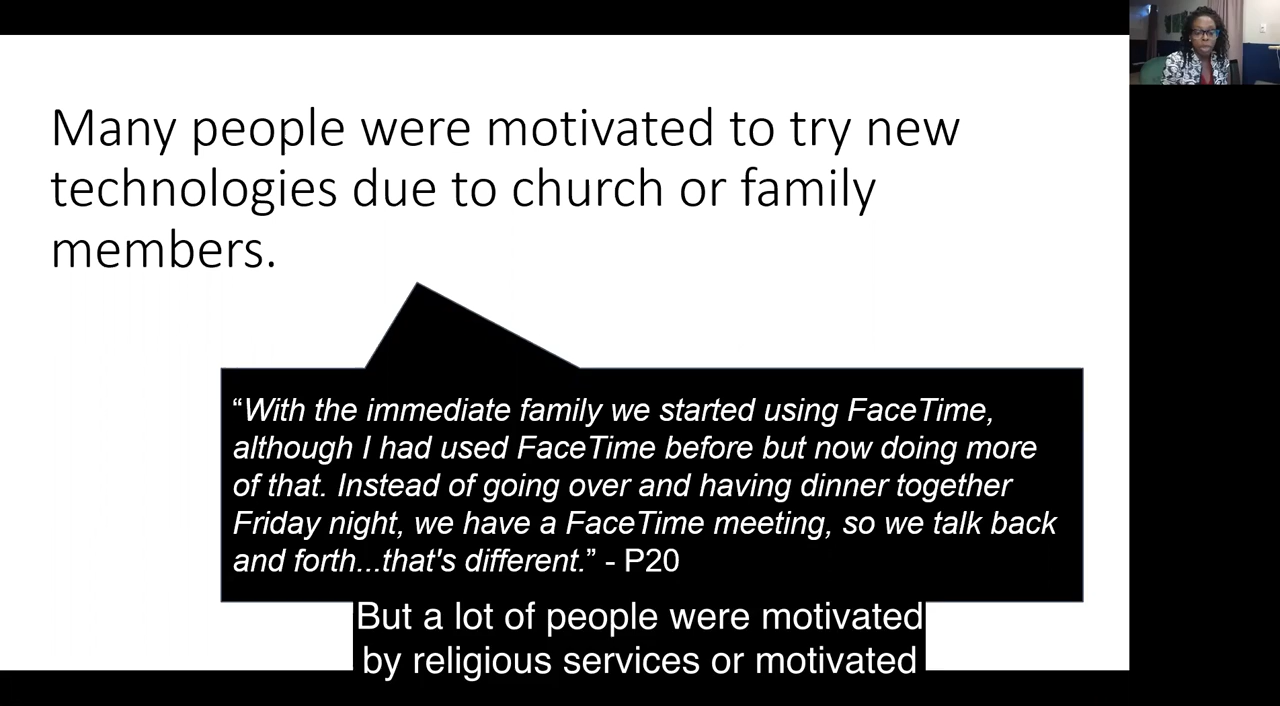 Many people were motivated to try new
technologies due to church or family
members.
“With the immediate family we started using FaceTime,
although I had used FaceTime before but now doing more
of that. Instead of going over and having dinner together
Friday night, we have a FaceTime meeting, so we talk back
and forth...that's different.” - P20
But a lot of people were motivated
by religious services or motivated